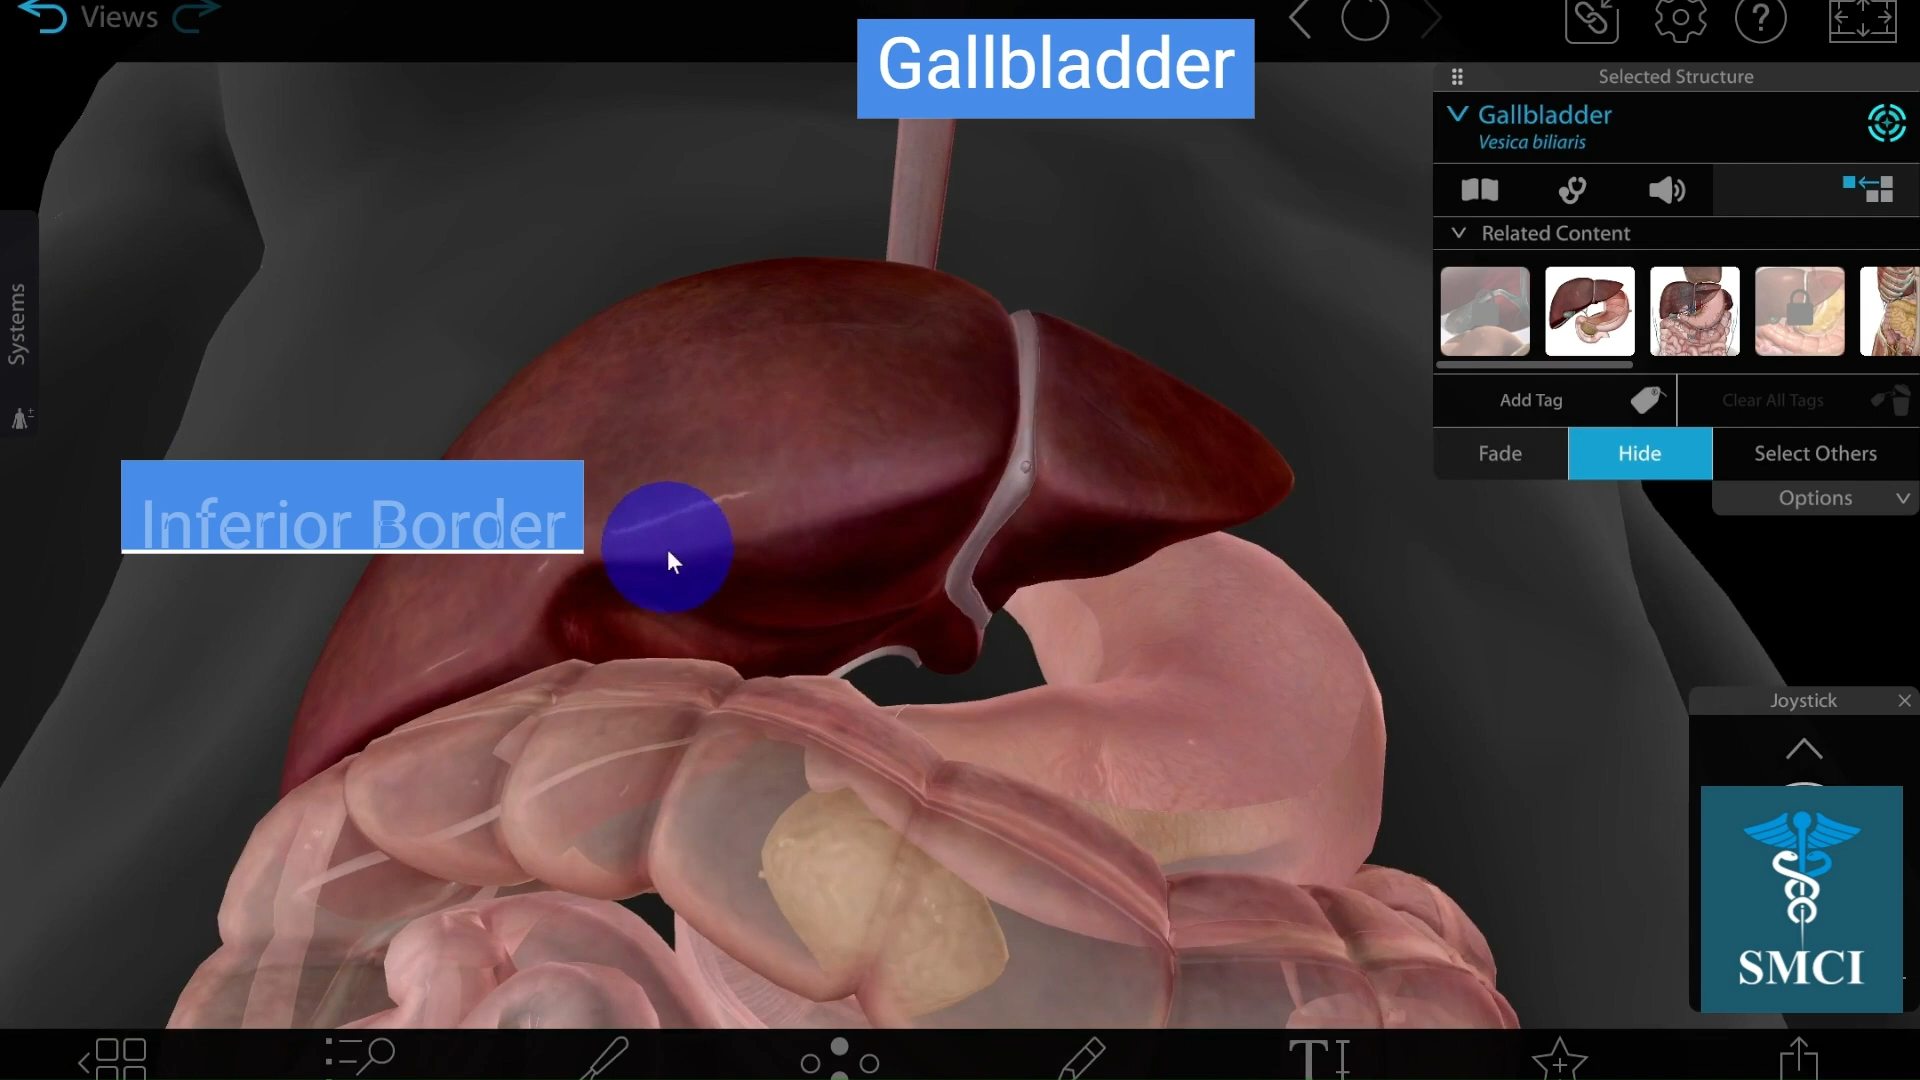 Views
Gallbladder
Selected Structure
Gallbladder
Vesica biliaris
Related Content
Add Tag
Clear All Tags
Fade
Hide
Select Others
Options
Systems
Inferior Border
Joystick
SMCI